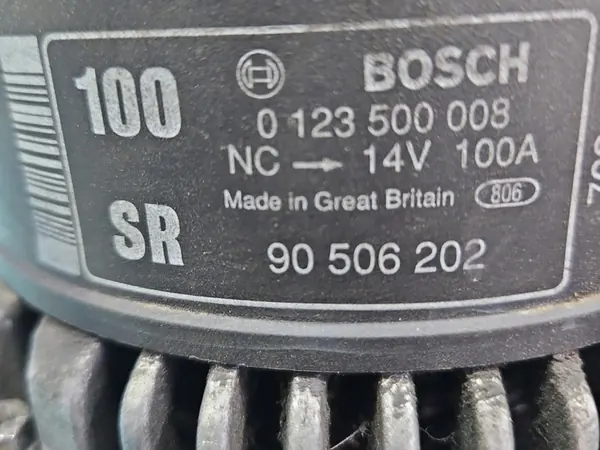 100
BOSCH
0 123 500 008
NC → 14V 100A
Made in Great Britain 806
SR
90 506 202